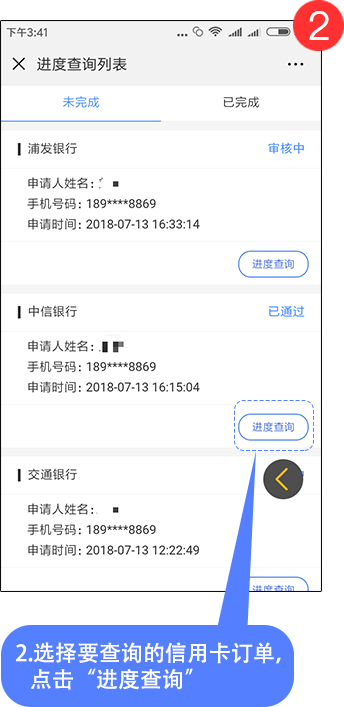 下午3:41
2
进度查询列表
未完成
已完成
浦发银行
审核中
申请人姓名：
手机号码：189****8869
申请时间：2018-07-13 16:33:14
进度查询
中信银行
已通过
申请人姓名：
手机号码：189****8869
申请时间：2018-07-13 16:15:04
进度查询
交通银行
申请人姓名：
手机号码：189****8869
申请时间：2018-07-13 12:22:49
进度查询
2.选择要查询的信用卡订单,
点击“进度查询”